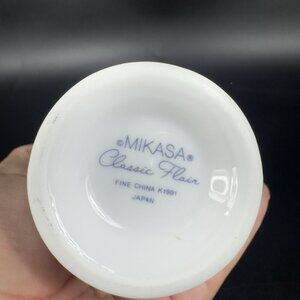 ©MIKASA®
Classic Flair
FINE CHINA K1991
JAPAN